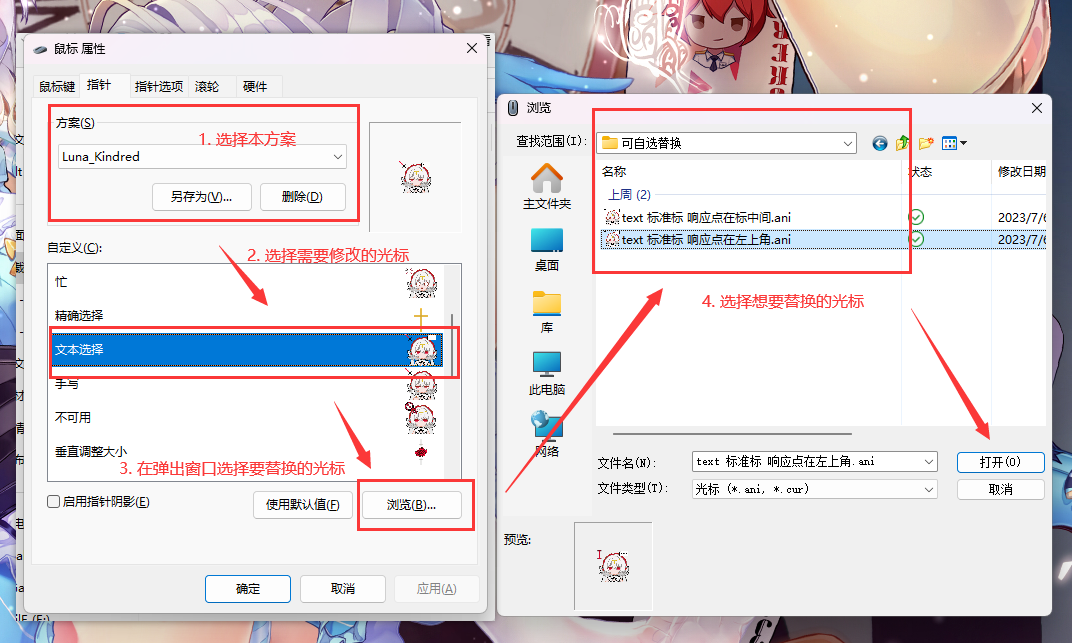 鼠标 属性
鼠标键 指针 指针选项 滚轮 硬件
方案(S)
1. 选择本方案
Luna_Kindred
另存为(V)... 删除(D)
自定义(C):
2. 选择需要修改的光标
忙
精确选择
文本选择
手写
不可用
垂直调整大小
3. 在弹出窗口选择要替换的光标
启用指针阴影(E)
使用默认值(F) 浏览(B)...
确定 取消 应用(A)
浏览
查找范围(I):
可自选替换
名称 状态 修改日期
上周 (2)
text 标准标 响应点在标中间.ani 2023/7/6
text 标准标 响应点在左上角.ani 2023/7/6
主文件夹
桌面
库
此电脑
网络
4. 选择想要替换的光标
文件名(N): text 标准标 响应点在左上角.ani 打开(O)
文件类型(T): 光标 (*.ani, *.cur) 取消
预览: